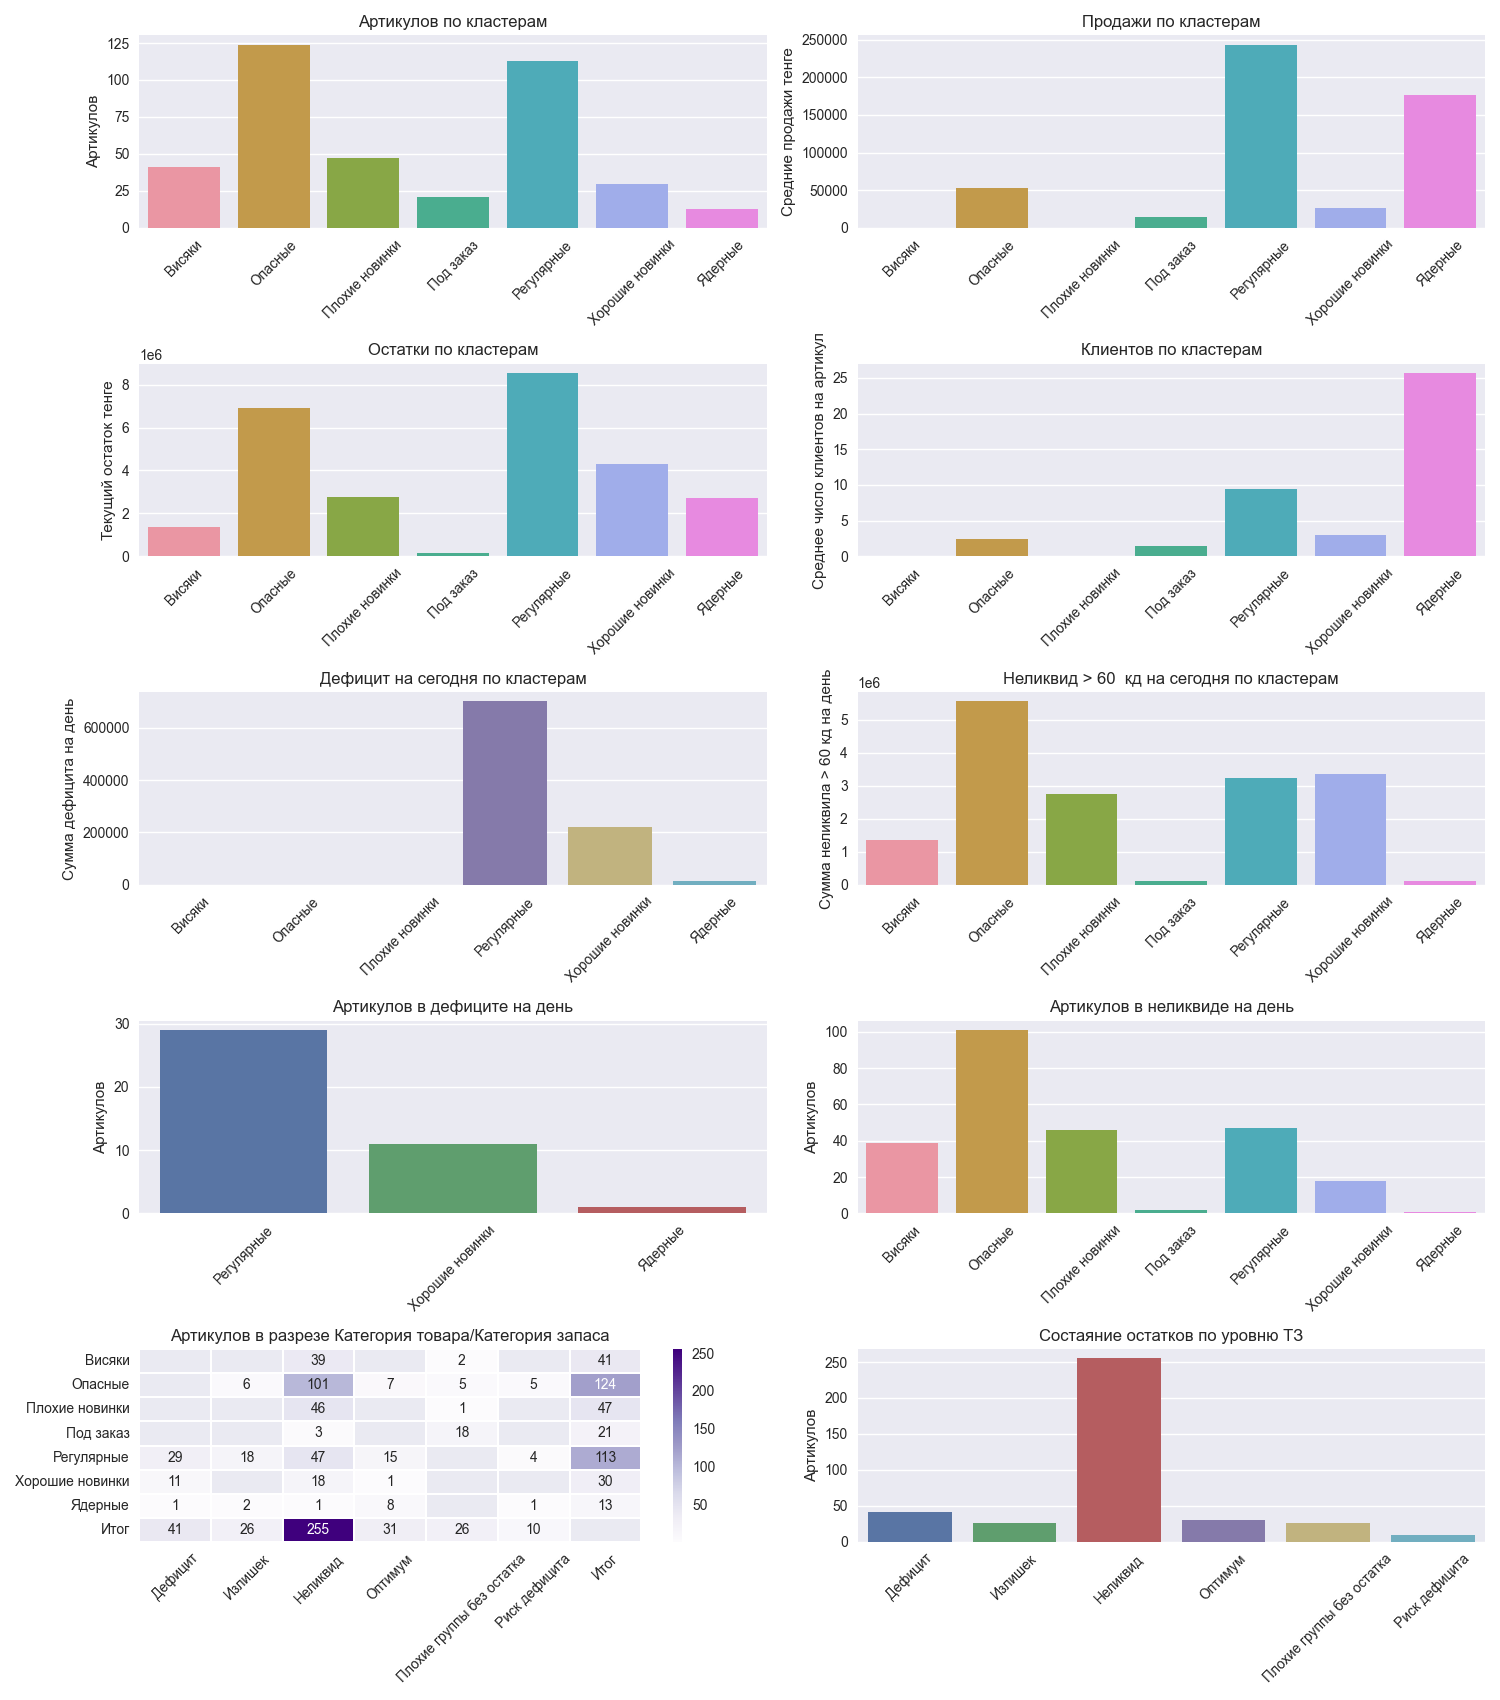 Артикулов по кластерам
Артикулов
125
100
75
50
25
0
Висяки
Опасные
Плохие новинки
Под заказ
Регулярные
Хорошие новинки
Ядерные
Продажи по кластерам
Средние продажи тенге
250000
200000
150000
100000
50000
0
Висяки
Опасные
Плохие новинки
Под заказ
Регулярные
Хорошие новинки
Ядерные
Остатки по кластерам
1e6
Текущий остаток тенге
8
6
4
2
0
Висяки
Опасные
Плохие новинки
Под заказ
Регулярные
Хорошие новинки
Ядерные
Клиентов по кластерам
Среднее число клиентов на артикул
25
20
15
10
5
0
Висяки
Опасные
Плохие новинки
Под заказ
Регулярные
Хорошие новинки
Ядерные
Дефицит на сегодня по кластерам
Сумма дефицита на день
600000
400000
200000
0
Висяки
Опасные
Плохие новинки
Регулярные
Хорошие новинки
Ядерные
Неликвид > 60  кд на сегодня по кластерам
1e6
Сумма неликвила > 60 кд на день
5
4
3
2
1
0
Висяки
Опасные
Плохие новинки
Под заказ
Регулярные
Хорошие новинки
Ядерные
Артикулов в дефиците на день
Артикулов
30
20
10
0
Регулярные
Хорошие новинки
Ядерные
Артикулов в неликвиде на день
Артикулов
100
80
60
40
20
0
Висяки
Опасные
Плохие новинки
Под заказ
Регулярные
Хорошие новинки
Ядерные
Артикулов в разрезе Категория товара/Категория запаса
Висяки 39 2 41
Опасные 6 101 7 5 5 124
Плохие новинки 46 1 47
Под заказ 3 18 21
Регулярные 29 18 47 15 4 113
Хорошие новинки 11 18 1 30
Ядерные 1 2 1 8 1 13
Итог 41 26 255 31 26 10
Дефицит
Излишек
Неликвид
Оптимум
Плохие группы без остатка
Риск дефицита
Итог
250
200
150
100
50
Состаяние остатков по уровню ТЗ
Артикулов
250
200
150
100
50
0
Дефицит
Излишек
Неликвид
Оптимум
Плохие группы без остатка
Риск дефицита